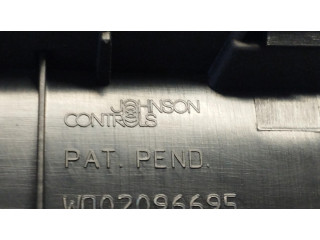 JOHNSON
CONTROLS
PAT. PEND.
W002096695